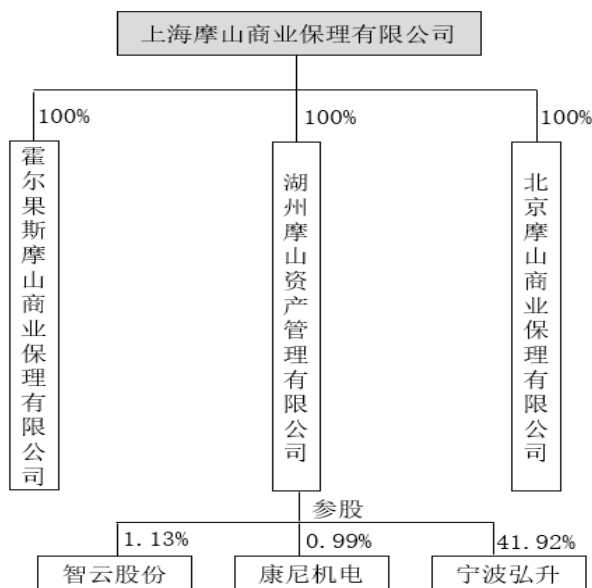 上海摩山商业保理有限公司
100%
100%
100%
霍尔果斯摩山商业保理有限公司
湖州摩山资产管理有限公司
北京摩山商业保理有限公司
参股
1.13%
0.99%
41.92%
智云股份
康尼机电
宁波弘升